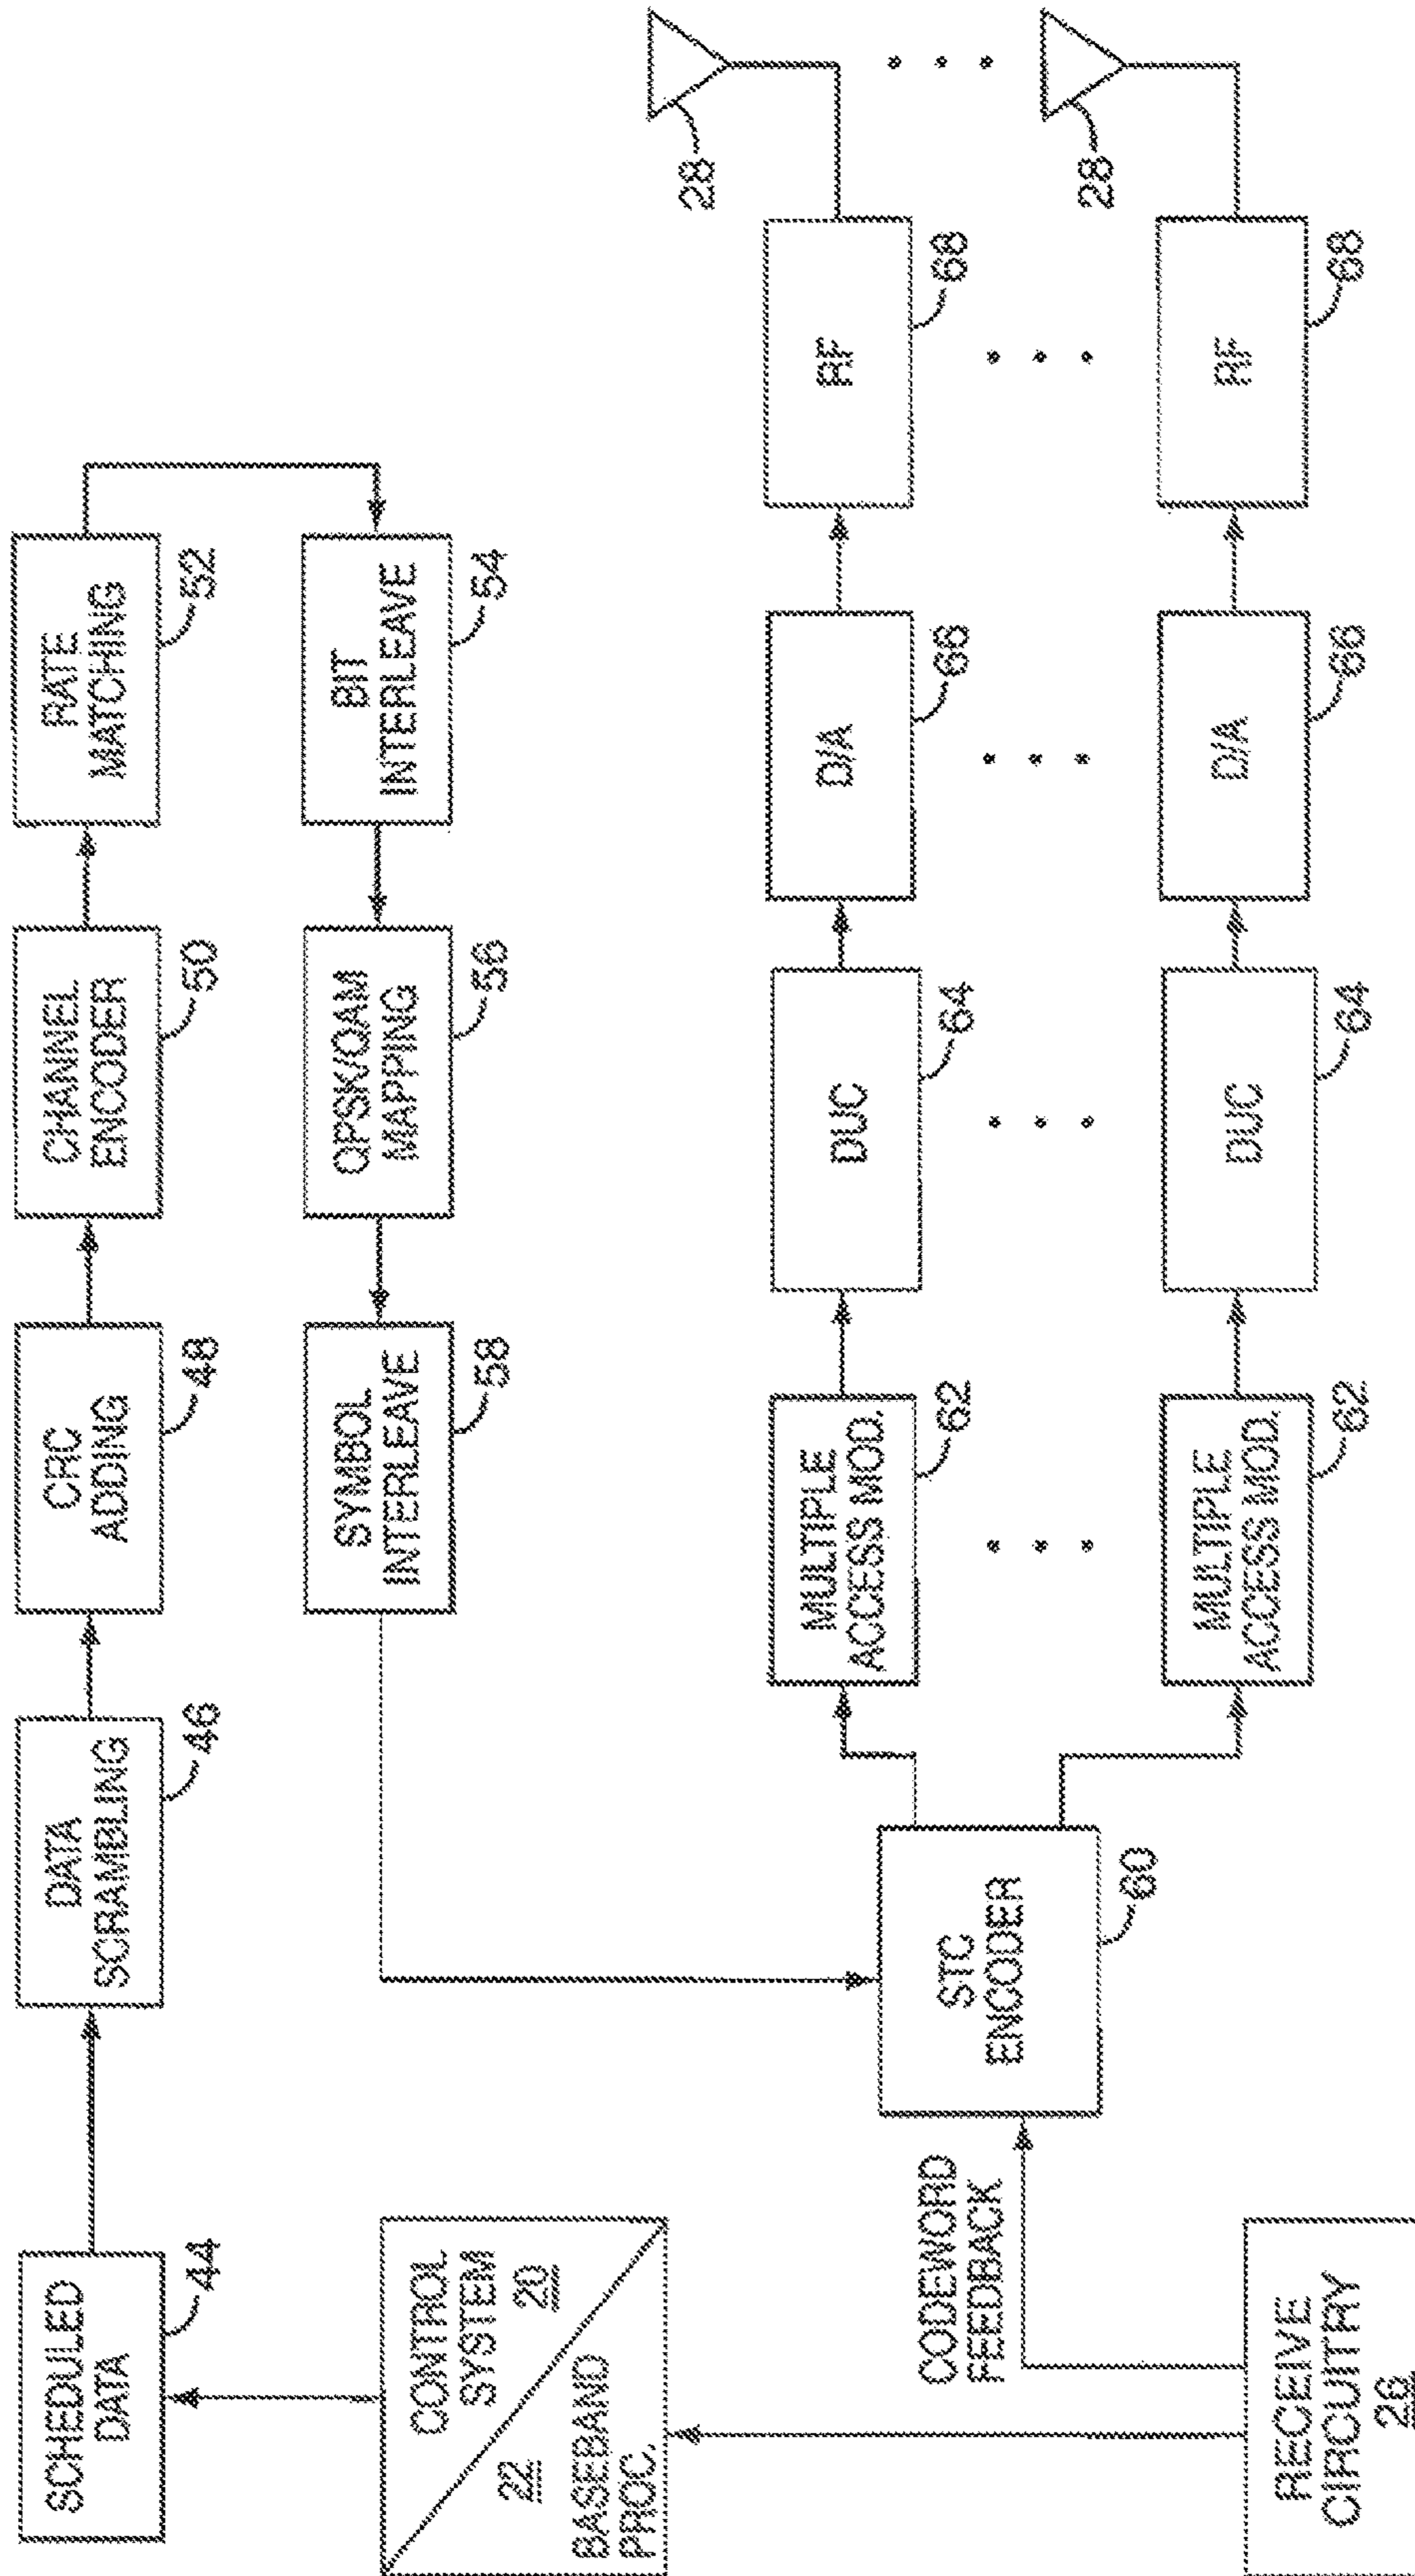 SCHEDULED
DATA
44
DATA
SCRAMBLING
46
CRC
ADDING
48
CHANNEL
ENCODER
50
RATE
MATCHING
52
BIT
INTERLEAVE
54
QPSK/QAM
MAPPING
56
SYMBOL
INTERLEAVE
58
CONTROL
SYSTEM
20
22
BASEBAND
PROC.
CODEWORD
FEEDBACK
RECEIVE
CIRCUITRY
26
STC
ENCODER
60
MULTIPLE
ACCESS MOD.
62
DUC
64
D/A
66
RF
68
28
MULTIPLE
ACCESS MOD.
62
DUC
64
D/A
66
RF
68
28